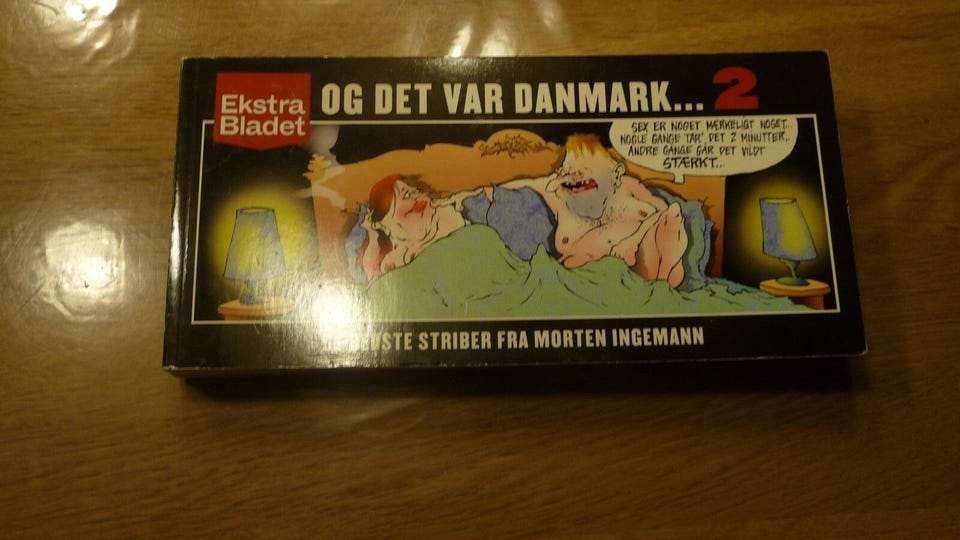 Ekstra
Bladet
OG DET VAR DANMARK... 2
SEX ER NOGET MÆRKELIGT NOGET..
NOGLE GANGE TAR' DET 2 MINUTTER,
ANDRE GANGE GÅR DET VILDT
STÆRKT...
STRIBER FRA MORTEN INGEMANN